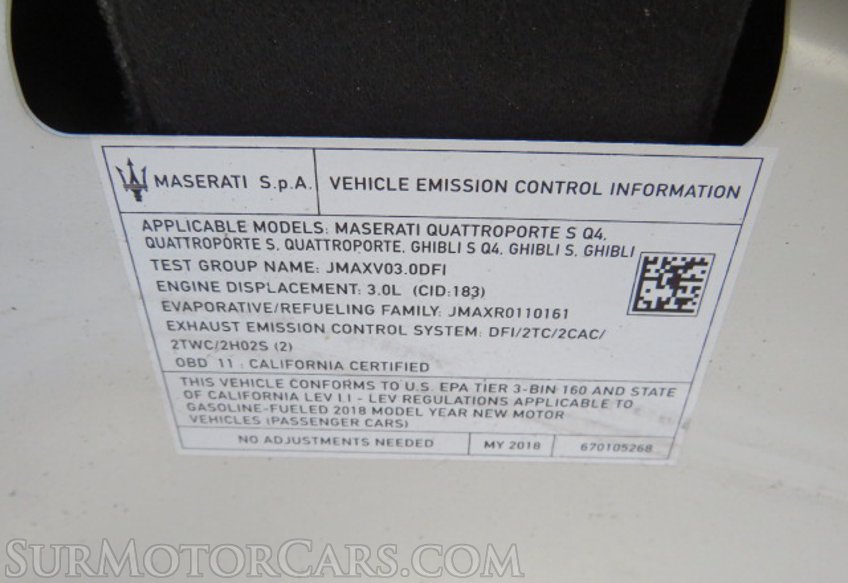 MASERATI S.p.A. VEHICLE EMISSION CONTROL INFORMATION
APPLICABLE MODELS: MASERATI QUATTROPORTE S Q4,
QUATTROPORTE S, QUATTROPORTE, GHIBLI S Q4, GHIBLI S, GHIBLI
TEST GROUP NAME: JMAXV03.0DFI
ENGINE DISPLACEMENT: 3.0L (CID:183)
EVAPORATIVE/REFUELING FAMILY: JMAXR0110161
EXHAUST EMISSION CONTROL SYSTEM: DFI/2TC/2CAC/
2TWC/2HO2S (2)
OBD 11 : CALIFORNIA CERTIFIED
THIS VEHICLE CONFORMS TO U.S. EPA TIER 3-BIN 160 AND STATE
OF CALIFORNIA LEV I.I - LEV REGULATIONS APPLICABLE TO
GASOLINE-FUELED 2018 MODEL YEAR NEW MOTOR
VEHICLES (PASSENGER CARS)
NO ADJUSTMENTS NEEDED MY 2018 670105268
SURMOTORCARS.COM